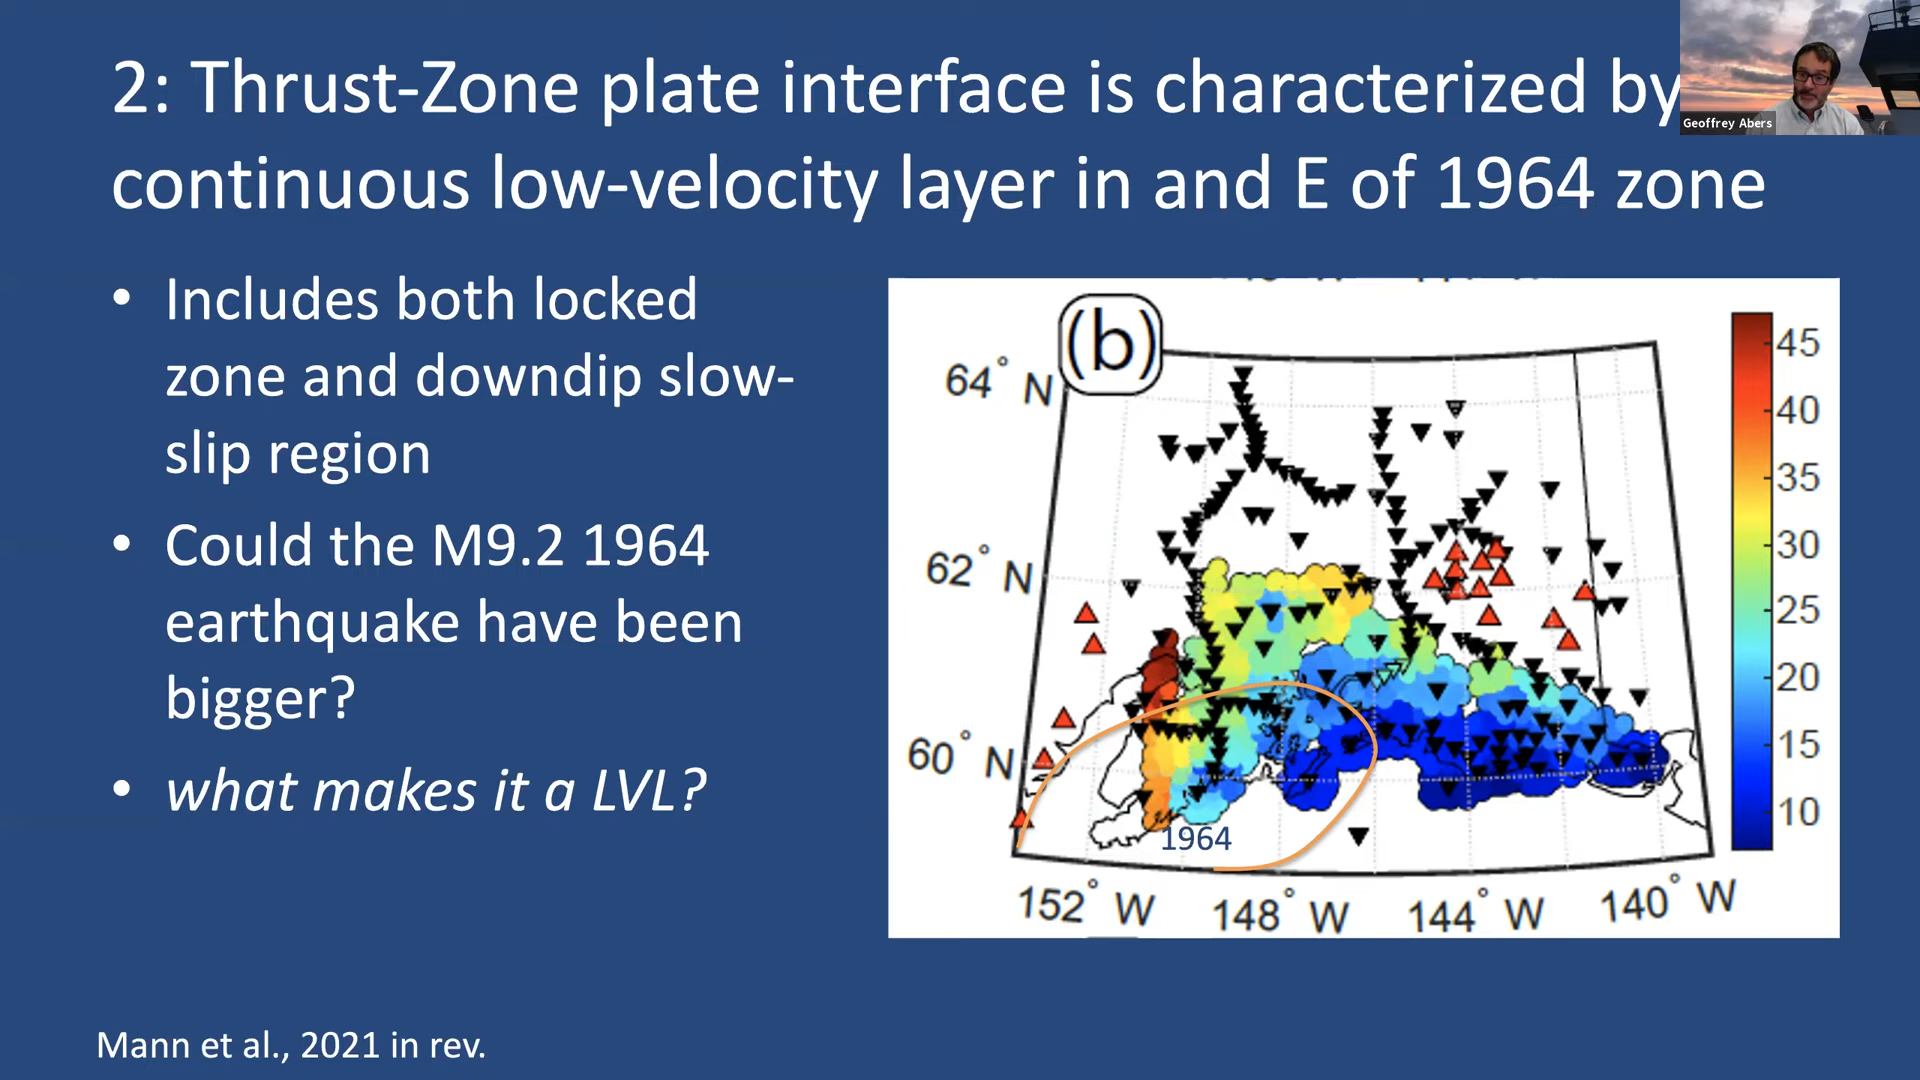 2: Thrust-Zone plate interface is characterized by
continuous low-velocity layer in and E of 1964 zone
Geoffrey Abers
• Includes both locked
zone and downdip slow-
slip region
• Could the M9.2 1964
earthquake have been
bigger?
• what makes it a LVL?
(b)
64° N
62° N
60° N
152° W
148° W
144° W
140° W
1964
45
40
35
30
25
20
15
10
Mann et al., 2021 in rev.